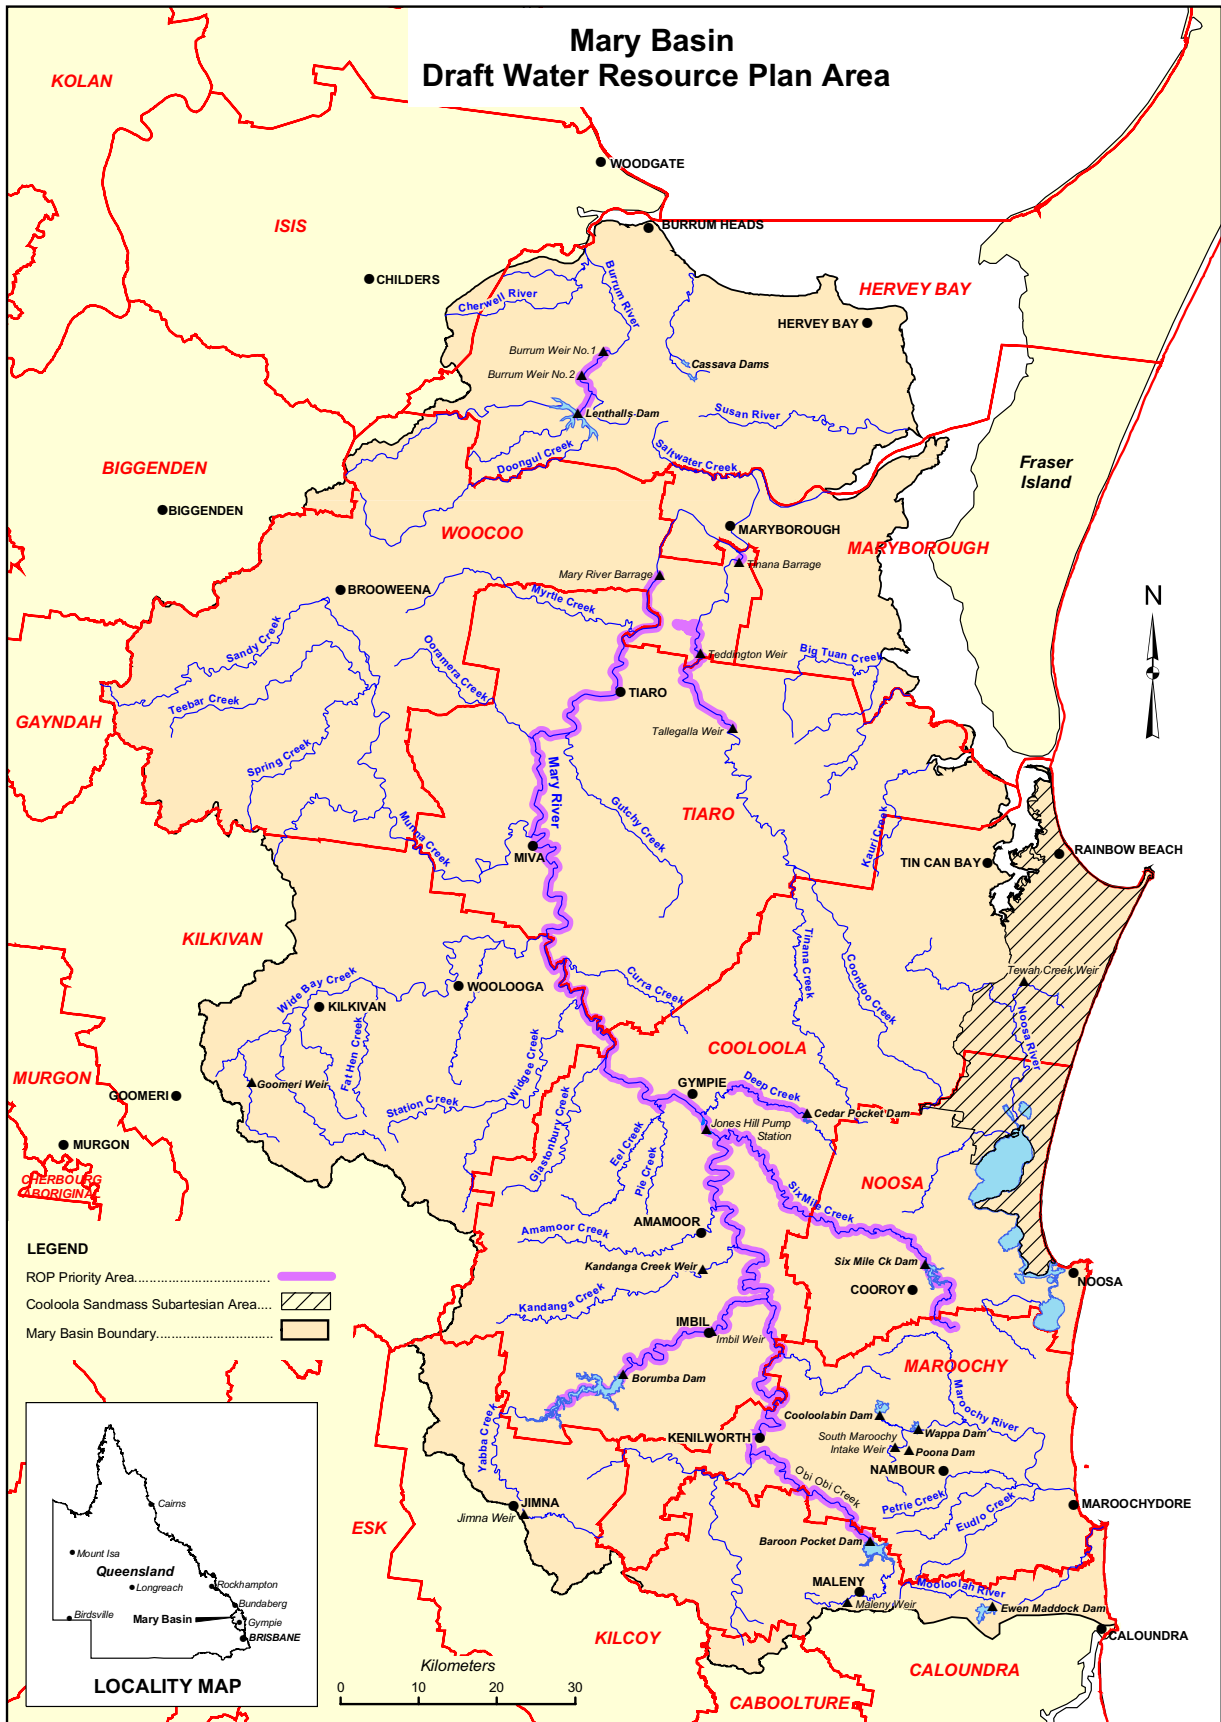 Mary Basin
Draft Water Resource Plan Area
KOLAN
WOODGATE
ISIS
BURRUM HEADS
CHILDERS
Cherwell River
Burrum River
HERVEY BAY
HERVEY BAY
Burrum Weir No.1
Burrum Weir No.2
Cassava Dams
Lenthalls Dam
Susan River
Doongul Creek
Saltwater Creek
BIGGENDEN
Fraser
Island
BIGGENDEN
WOOCOO
MARYBOROUGH
MARYBOROUGH
Tinana Barrage
Mary River Barrage
BROOWEENA
Myrtle Creek
Sandy Creek
Ooramera Creek
Teddington Weir
Big Tuan Creek
N
Teebar Creek
TIARO
GAYNDAH
Tallegalla Weir
Spring Creek
Mary River
Gutchy Creek
TIARO
Munna Creek
Kauri Creek
MIVA
TIN CAN BAY
RAINBOW BEACH
KILKIVAN
Tinana Creek
Coondoo Creek
Curra Creek
Tewah Creek Weir
Wide Bay Creek
WOOLOOGA
KILKIVAN
Noosa River
Fat Hen Creek
Widgee Creek
COOLOOLA
MURGON
GOOMERI
Goomeri Weir
GYMPIE
Deep Creek
Cedar Pocket Dam
Station Creek
Glastonbury Creek
Eel Creek
Pie Creek
Jones Hill Pump
Station
MURGON
CHERBOURG
ABORIGINAL
SixMile Creek
NOOSA
Amamoor Creek
AMAMOOR
LEGEND
ROP Priority Area
Cooloola Sandmass Subartesian Area
Mary Basin Boundary
Kandanga Creek Weir
Six Mile Ck Dam
NOOSA
COOROY
Kandanga Creek
IMBIL
Imbil Weir
MAROOCHY
Borumba Dam
Maroochy River
Cooloolabin Dam
Wappa Dam
South Maroochy
Intake Weir
Poona Dam
KENILWORTH
Yabba Creek
NAMBOUR
Obi Obi Creek
Petrie Creek
Eudlo Creek
MAROOCHYDORE
JIMNA
Jimna Weir
ESK
Baroon Pocket Dam
MALENY
Mooloolah River
Maleny Weir
Ewen Maddock Dam
KILCOY
CALOUNDRA
CALOUNDRA
CABOOLTURE
Cairns
Mount Isa
Queensland
Longreach
Rockhampton
Bundaberg
Birdsville
Mary Basin
Gympie
BRISBANE
LOCALITY MAP
Kilometers
0 10 20 30